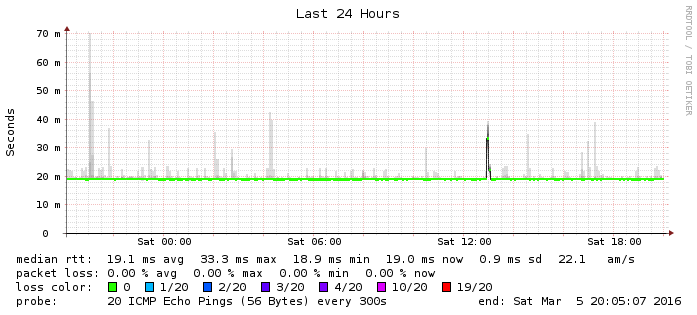 Last 24 Hours
RRDTOOL / TOBI OETIKER
Seconds
70 m
60 m
50 m
40 m
30 m
20 m
10 m
0
Sat 00:00 Sat 06:00 Sat 12:00 Sat 18:00
median rtt: 19.1 ms avg 33.3 ms max 18.9 ms min 19.0 ms now 0.9 ms sd 22.1 am/s
packet loss: 0.00 % avg 0.00 % max 0.00 % min 0.00 % now
loss color: 0 1/20 2/20 3/20 4/20 10/20 19/20
probe: 20 ICMP Echo Pings (56 Bytes) every 300s end: Sat Mar 5 20:05:07 2016